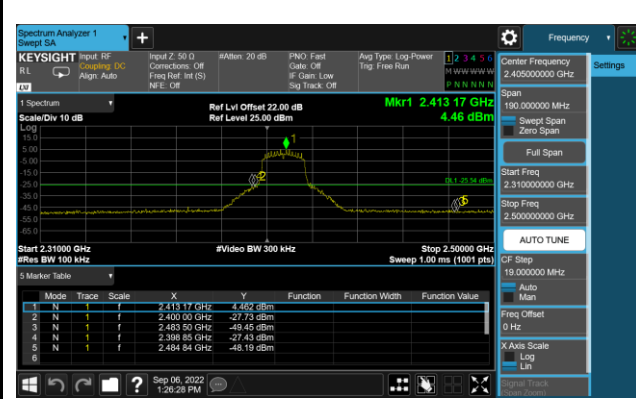 Spectrum Analyzer 1
Swept SA
+
Frequency
KEYSIGHT
Input: RF
Input Z: 50 Ω
#Atten: 20 dB
PNO: Fast
Avg Type: Log-Power
1 2 3 4 5 6
RL
Coupling: DC
Corrections: Off
Gate: Off
Trig: Free Run
M W W W W W
Align: Auto
Freq Ref: Int (S)
IF Gain: Low
NFE: Off
Sig Track: Off
P N N N N N
LXI
Center Frequency
2.405000000 GHz
Settings
1 Spectrum
Ref Lvl Offset 22.00 dB
Mkr1 2.413 17 GHz
Scale/Div 10 dB
Ref Level 25.00 dBm
4.46 dBm
Span
190.000000 MHz
Swept Span
Zero Span
Full Span
Start Freq
2.310000000 GHz
Stop Freq
2.500000000 GHz
AUTO TUNE
CF Step
19.000000 MHz
Auto
Man
Freq Offset
0 Hz
X Axis Scale
Log
Lin
Signal Track
(Span Zoom)
Log
15.0
5.00
-5.00
-15.0
-25.0
-35.0
-45.0
-55.0
-65.0
1
2
DL1 -25.54 dBm
Start 2.31000 GHz
#Video BW 300 kHz
Stop 2.50000 GHz
#Res BW 100 kHz
Sweep 1.00 ms (1001 pts)
5 Marker Table
Mode Trace Scale X Y Function Function Width Function Value
1 N 1 f 2.413 17 GHz 4.462 dBm
2 N 1 f 2.400 00 GHz -27.73 dBm
3 N 1 f 2.483 50 GHz -49.45 dBm
4 N 1 f 2.398 85 GHz -27.43 dBm
5 N 1 f 2.484 84 GHz -48.19 dBm
6
?
Sep 06, 2022
1:26:28 PM